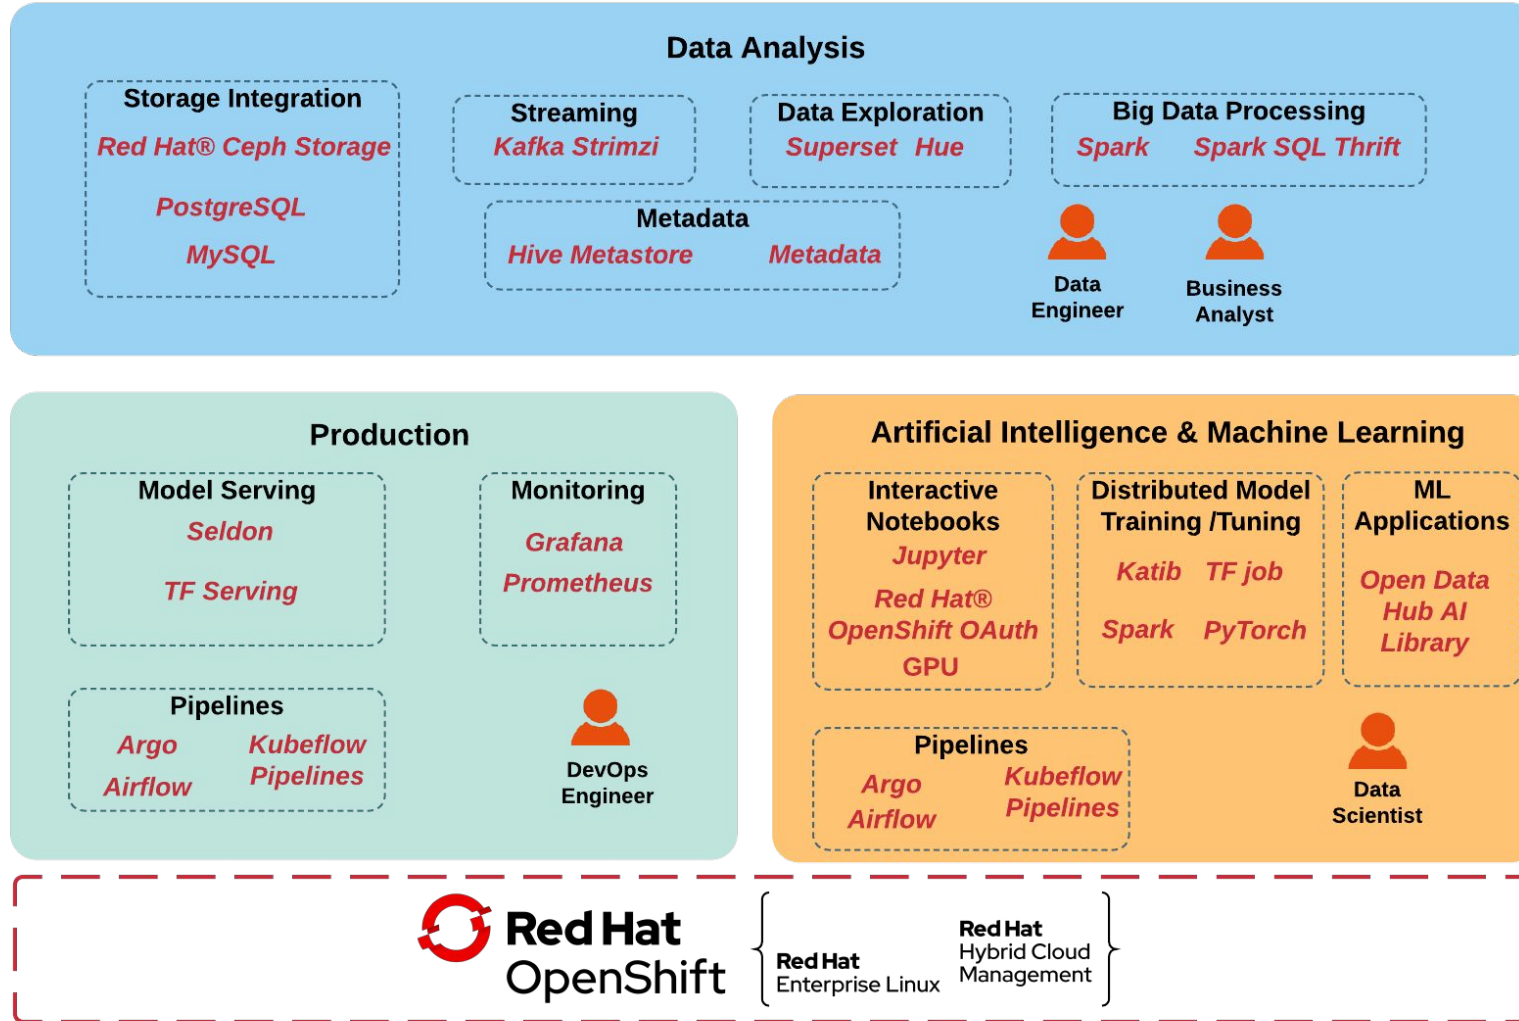 Data Analysis
Storage Integration
Red Hat® Ceph Storage
PostgreSQL
MySQL
Streaming
Kafka Strimzi
Data Exploration
Superset Hue
Big Data Processing
Spark Spark SQL Thrift
Metadata
Hive Metastore Metadata
Data
Engineer
Business
Analyst
Production
Model Serving
Seldon
TF Serving
Monitoring
Grafana
Prometheus
Pipelines
Argo
Airflow
Kubeflow
Pipelines
DevOps
Engineer
Artificial Intelligence & Machine Learning
Interactive
Notebooks
Jupyter
Red Hat®
OpenShift OAuth
GPU
Distributed Model
Training /Tuning
Katib TF job
Spark PyTorch
ML
Applications
Open Data
Hub AI
Library
Pipelines
Argo
Airflow
Kubeflow
Pipelines
Data
Scientist
Red Hat
OpenShift
Red Hat
Enterprise Linux
Red Hat
Hybrid Cloud
Management